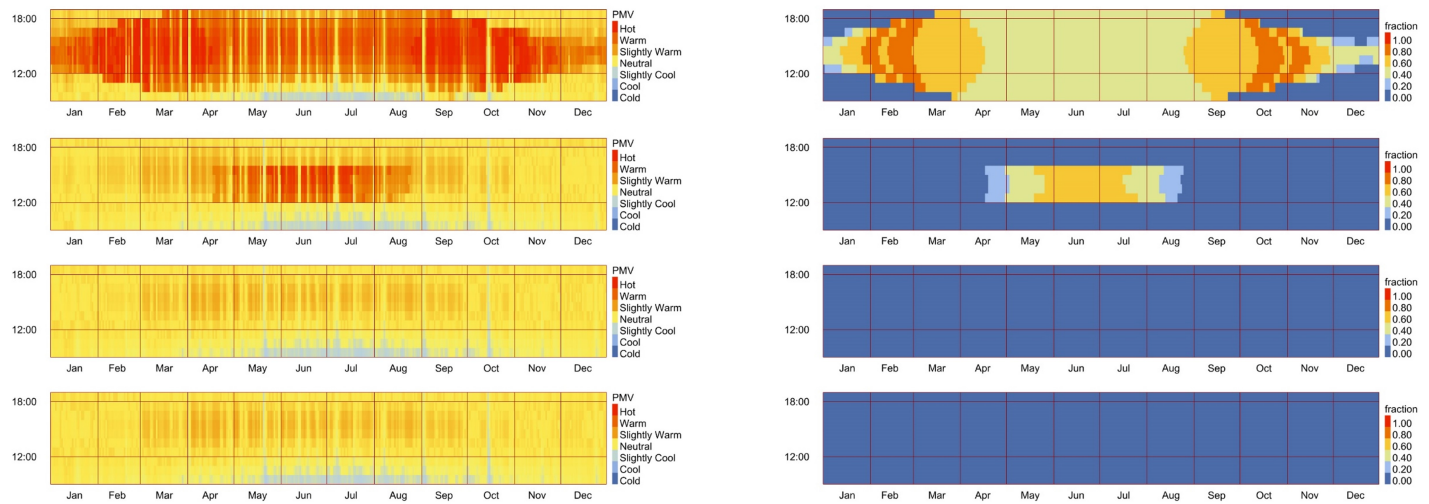 PMV
18:00
Hot
Warm
Slightly Warm
Neutral
12:00
Slightly Cool
Cool
Cold
Jan Feb Mar Apr May Jun Jul Aug Sep Oct Nov Dec
fraction
18:00
1.00
0.80
0.60
12:00
0.40
0.20
0.00
Jan Feb Mar Apr May Jun Jul Aug Sep Oct Nov Dec
PMV
18:00
Hot
Warm
Slightly Warm
Neutral
12:00
Slightly Cool
Cool
Cold
Jan Feb Mar Apr May Jun Jul Aug Sep Oct Nov Dec
fraction
18:00
1.00
0.80
0.60
12:00
0.40
0.20
0.00
Jan Feb Mar Apr May Jun Jul Aug Sep Oct Nov Dec
PMV
18:00
Hot
Warm
Slightly Warm
Neutral
12:00
Slightly Cool
Cool
Cold
Jan Feb Mar Apr May Jun Jul Aug Sep Oct Nov Dec
fraction
18:00
1.00
0.80
0.60
12:00
0.40
0.20
0.00
Jan Feb Mar Apr May Jun Jul Aug Sep Oct Nov Dec
PMV
18:00
Hot
Warm
Slightly Warm
Neutral
12:00
Slightly Cool
Cool
Cold
Jan Feb Mar Apr May Jun Jul Aug Sep Oct Nov Dec
fraction
18:00
1.00
0.80
0.60
12:00
0.40
0.20
0.00
Jan Feb Mar Apr May Jun Jul Aug Sep Oct Nov Dec